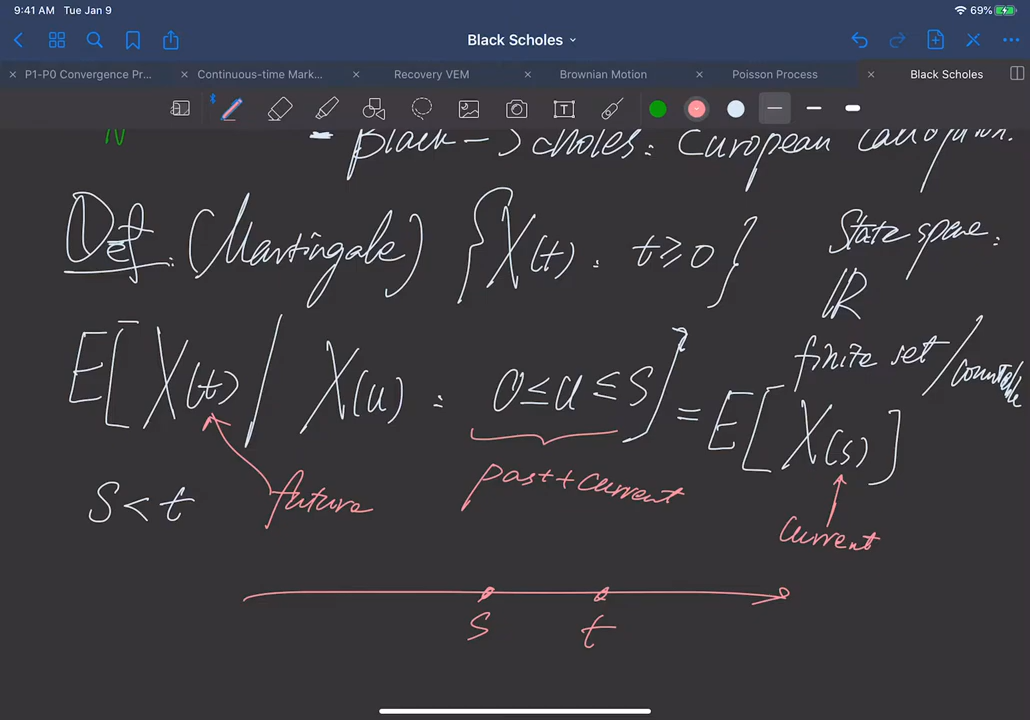 9:41 AM Tue Jan 9
69%
Black Scholes
P1-P0 Convergence Pr...
Continuous-time Mark...
Recovery VEM
Brownian Motion
Poisson Process
Black Scholes
N
- Black-Scholes: European
Def: (Martingale) {X(t) : t ≥ 0}
State space:
ℝ
finite set / countable
E[X(t) / X(u) : 0 ≤ u ≤ s] = E[X(s)]
s < t
future
past + current
current
s t